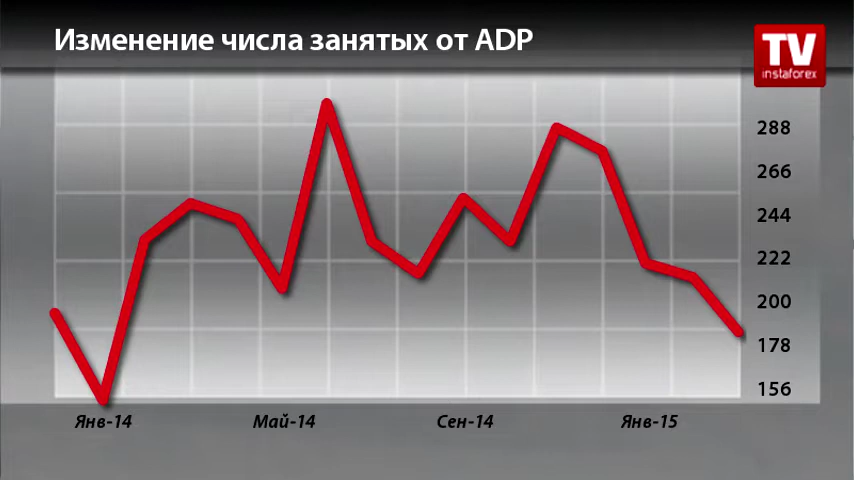 Изменение числа занятых от ADP
TV
instaforex
288
266
244
222
200
178
156
Янв-14
Май-14
Сен-14
Янв-15